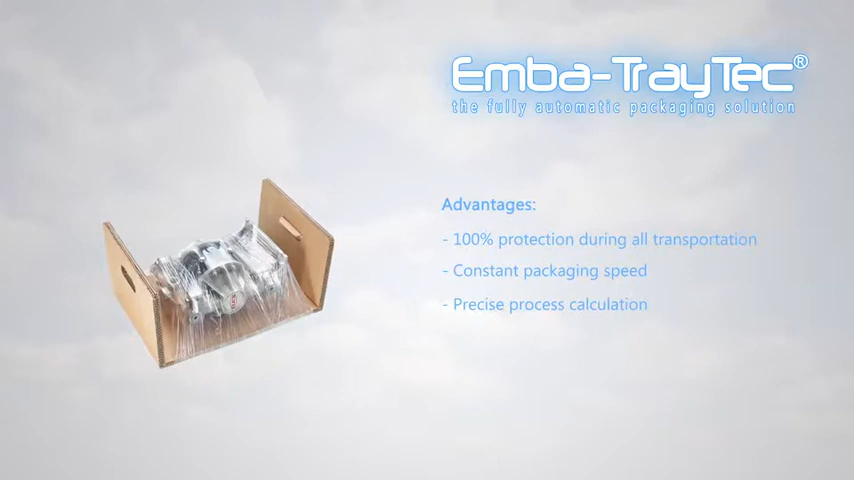 Emba-TrayTec®
the fully automatic packaging solution
Advantages:
- 100% protection during all transportation
- Constant packaging speed
- Precise process calculation